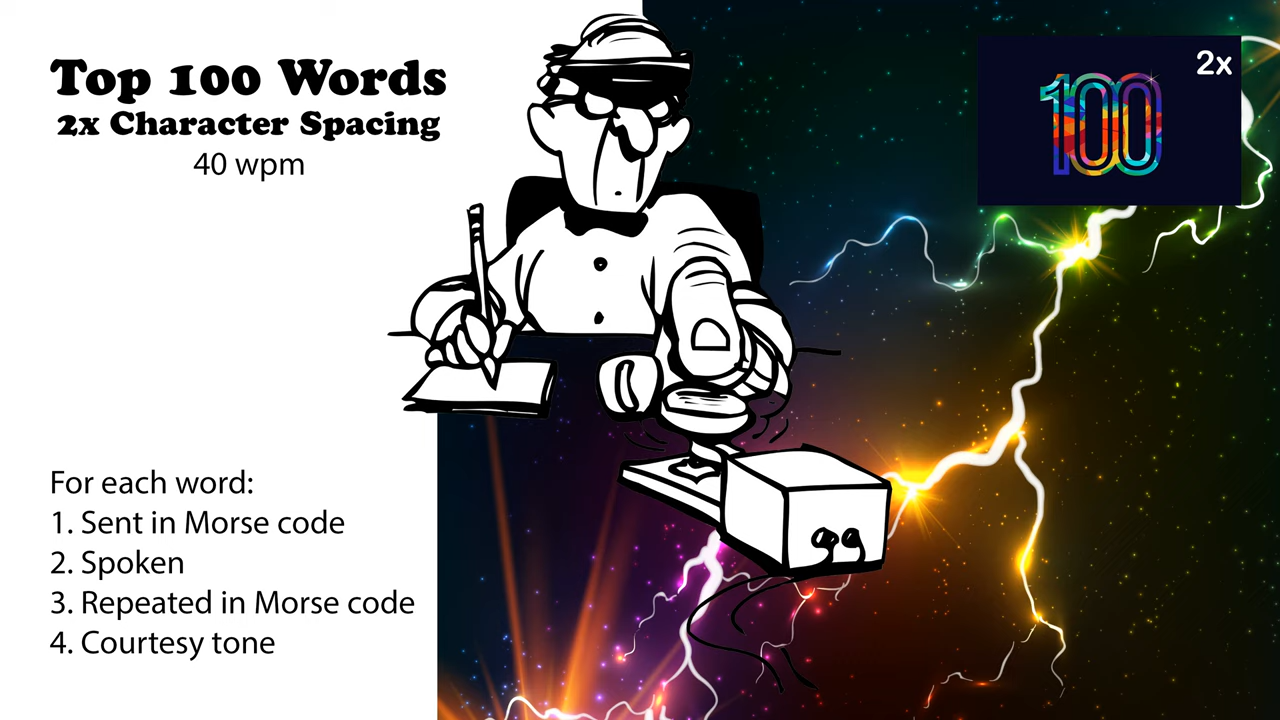 Top 100 Words
2x Character Spacing
40 wpm
2x
100
For each word:
1. Sent in Morse code
2. Spoken
3. Repeated in Morse code
4. Courtesy tone